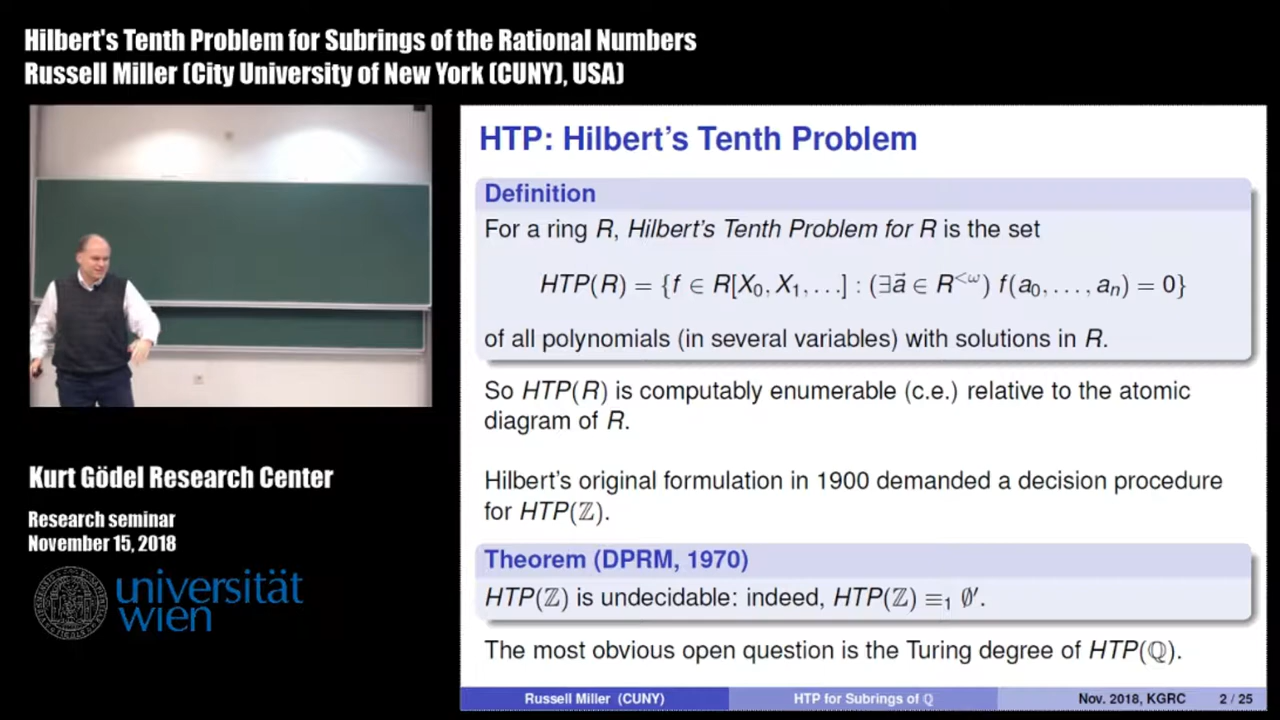 Hilbert's Tenth Problem for Subrings of the Rational Numbers
Russell Miller (City University of New York (CUNY), USA)
HTP: Hilbert's Tenth Problem
Definition
For a ring R, Hilbert's Tenth Problem for R is the set
HTP(R) = {f ∈ R[X₀, X₁, . . .] : (∃a⃗ ∈ R^{<ω}) f(a₀, . . . , aₙ) = 0}
of all polynomials (in several variables) with solutions in R.
So HTP(R) is computably enumerable (c.e.) relative to the atomic
diagram of R.
Hilbert's original formulation in 1900 demanded a decision procedure
for HTP(ℤ).
Theorem (DPRM, 1970)
HTP(ℤ) is undecidable: indeed, HTP(ℤ) ≡₁ ∅′.
The most obvious open question is the Turing degree of HTP(ℚ).
Russell Miller (CUNY)
HTP for Subrings of ℚ
Nov. 2018, KGRC
2 / 25
Kurt Gödel Research Center
Research seminar
November 15, 2018
universität
wien